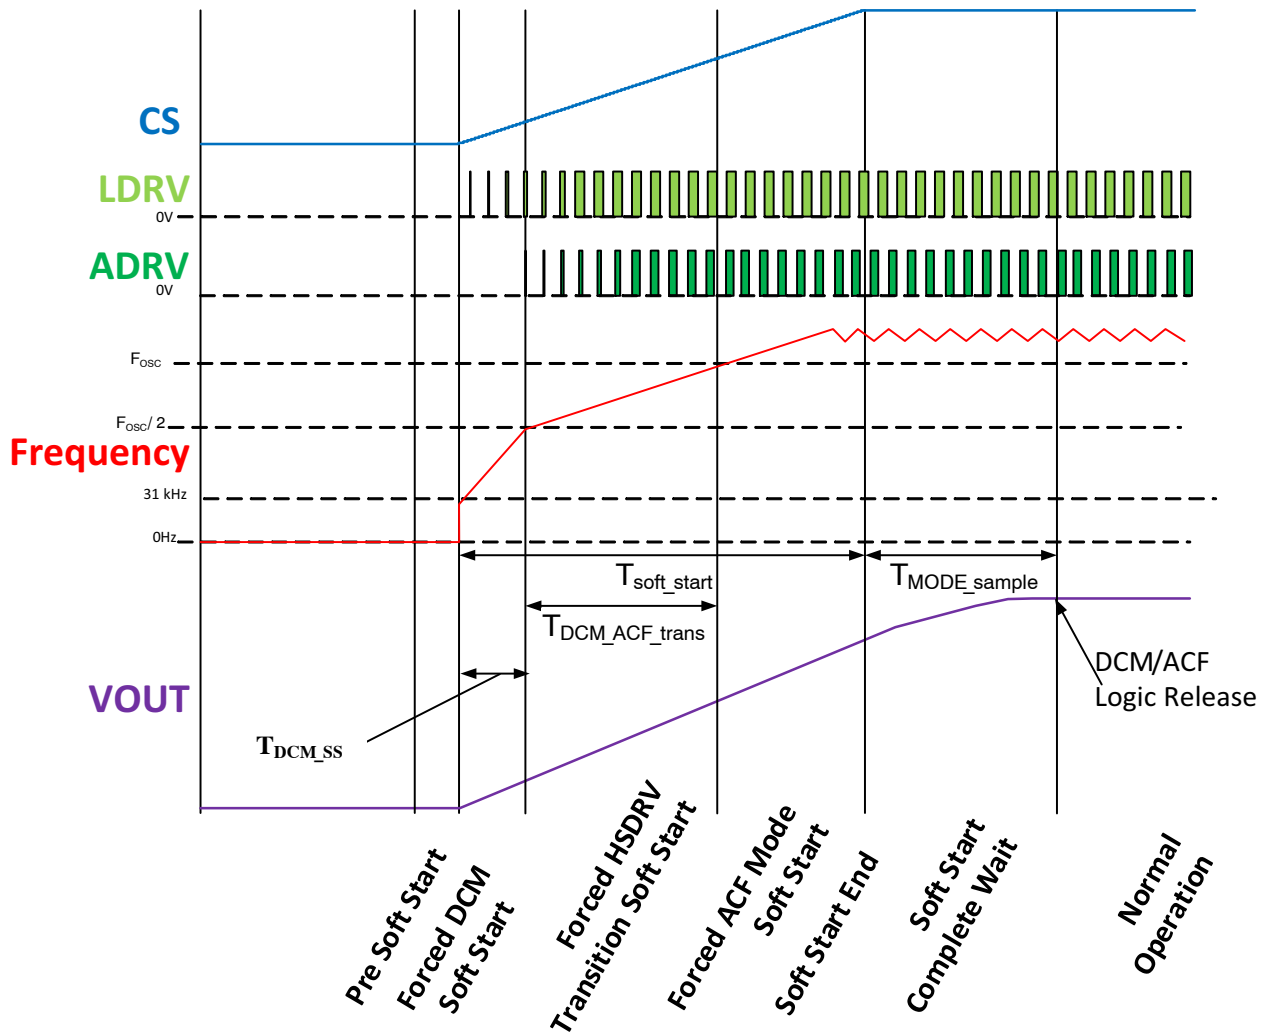 CS
LDRV
0V
ADRV
0V
Fosc
Fosc/ 2
Frequency
31 kHz
0Hz
Tsoft_start
TMODE_sample
TDCM_ACF_trans
DCM/ACF
Logic Release
VOUT
TDCM_SS
Pre Soft Start
Forced DCM
Soft Start
Forced HSDRV
Transition Soft Start
Forced ACF Mode
Soft Start
Soft Start End
Soft Start
Complete Wait
Normal
Operation